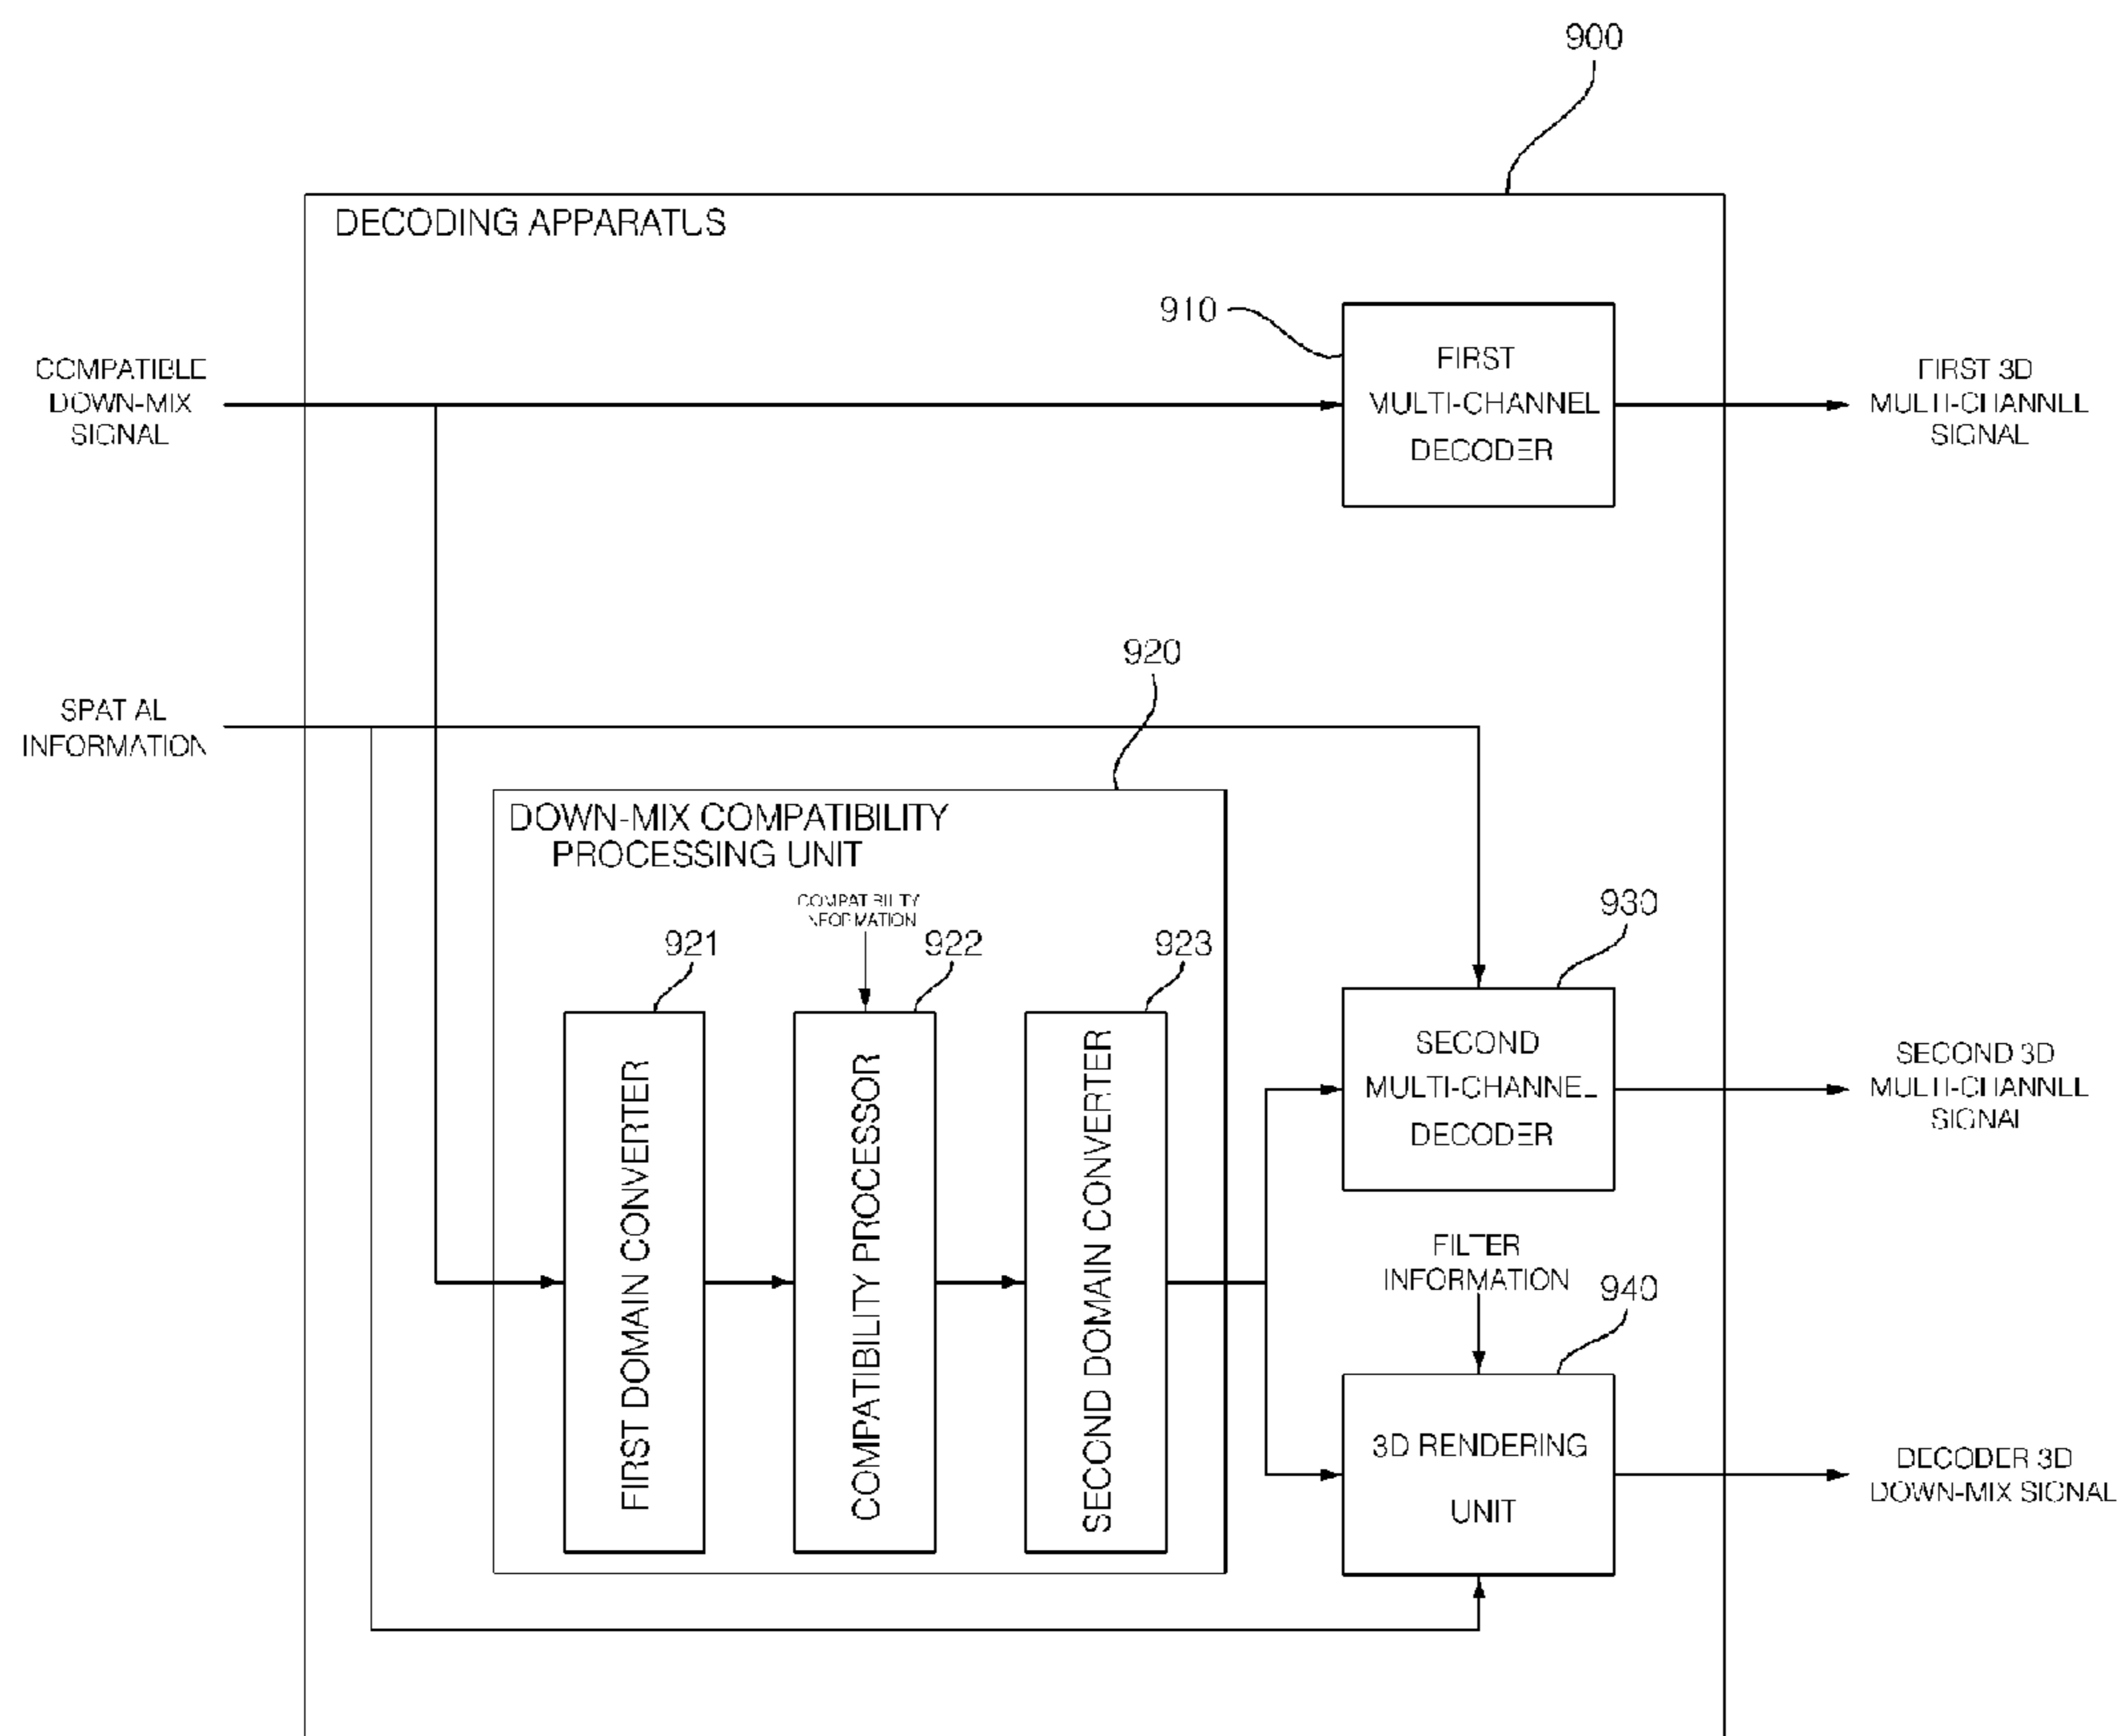 900
DECODING APPARATUS
910
FIRST
MULTI-CHANNEL
DECODER
COMPATIBLE
DOWN-MIX
SIGNAL
FIRST 3D
MULTI-CHANNEL
SIGNAL
920
SPATIAL
INFORMATION
DOWN-MIX COMPATIBILITY
PROCESSING UNIT
COMPATIBILITY
INFORMATION
921
922
923
930
FIRST DOMAIN CONVERTER
COMPATIBILITY PROCESSOR
SECOND DOMAIN CONVERTER
SECOND
MULTI-CHANNEL
DECODER
SECOND 3D
MULTI-CHANNEL
SIGNAL
FILTER
INFORMATION
940
3D RENDERING
UNIT
DECODER 3D
DOWN-MIX SIGNAL